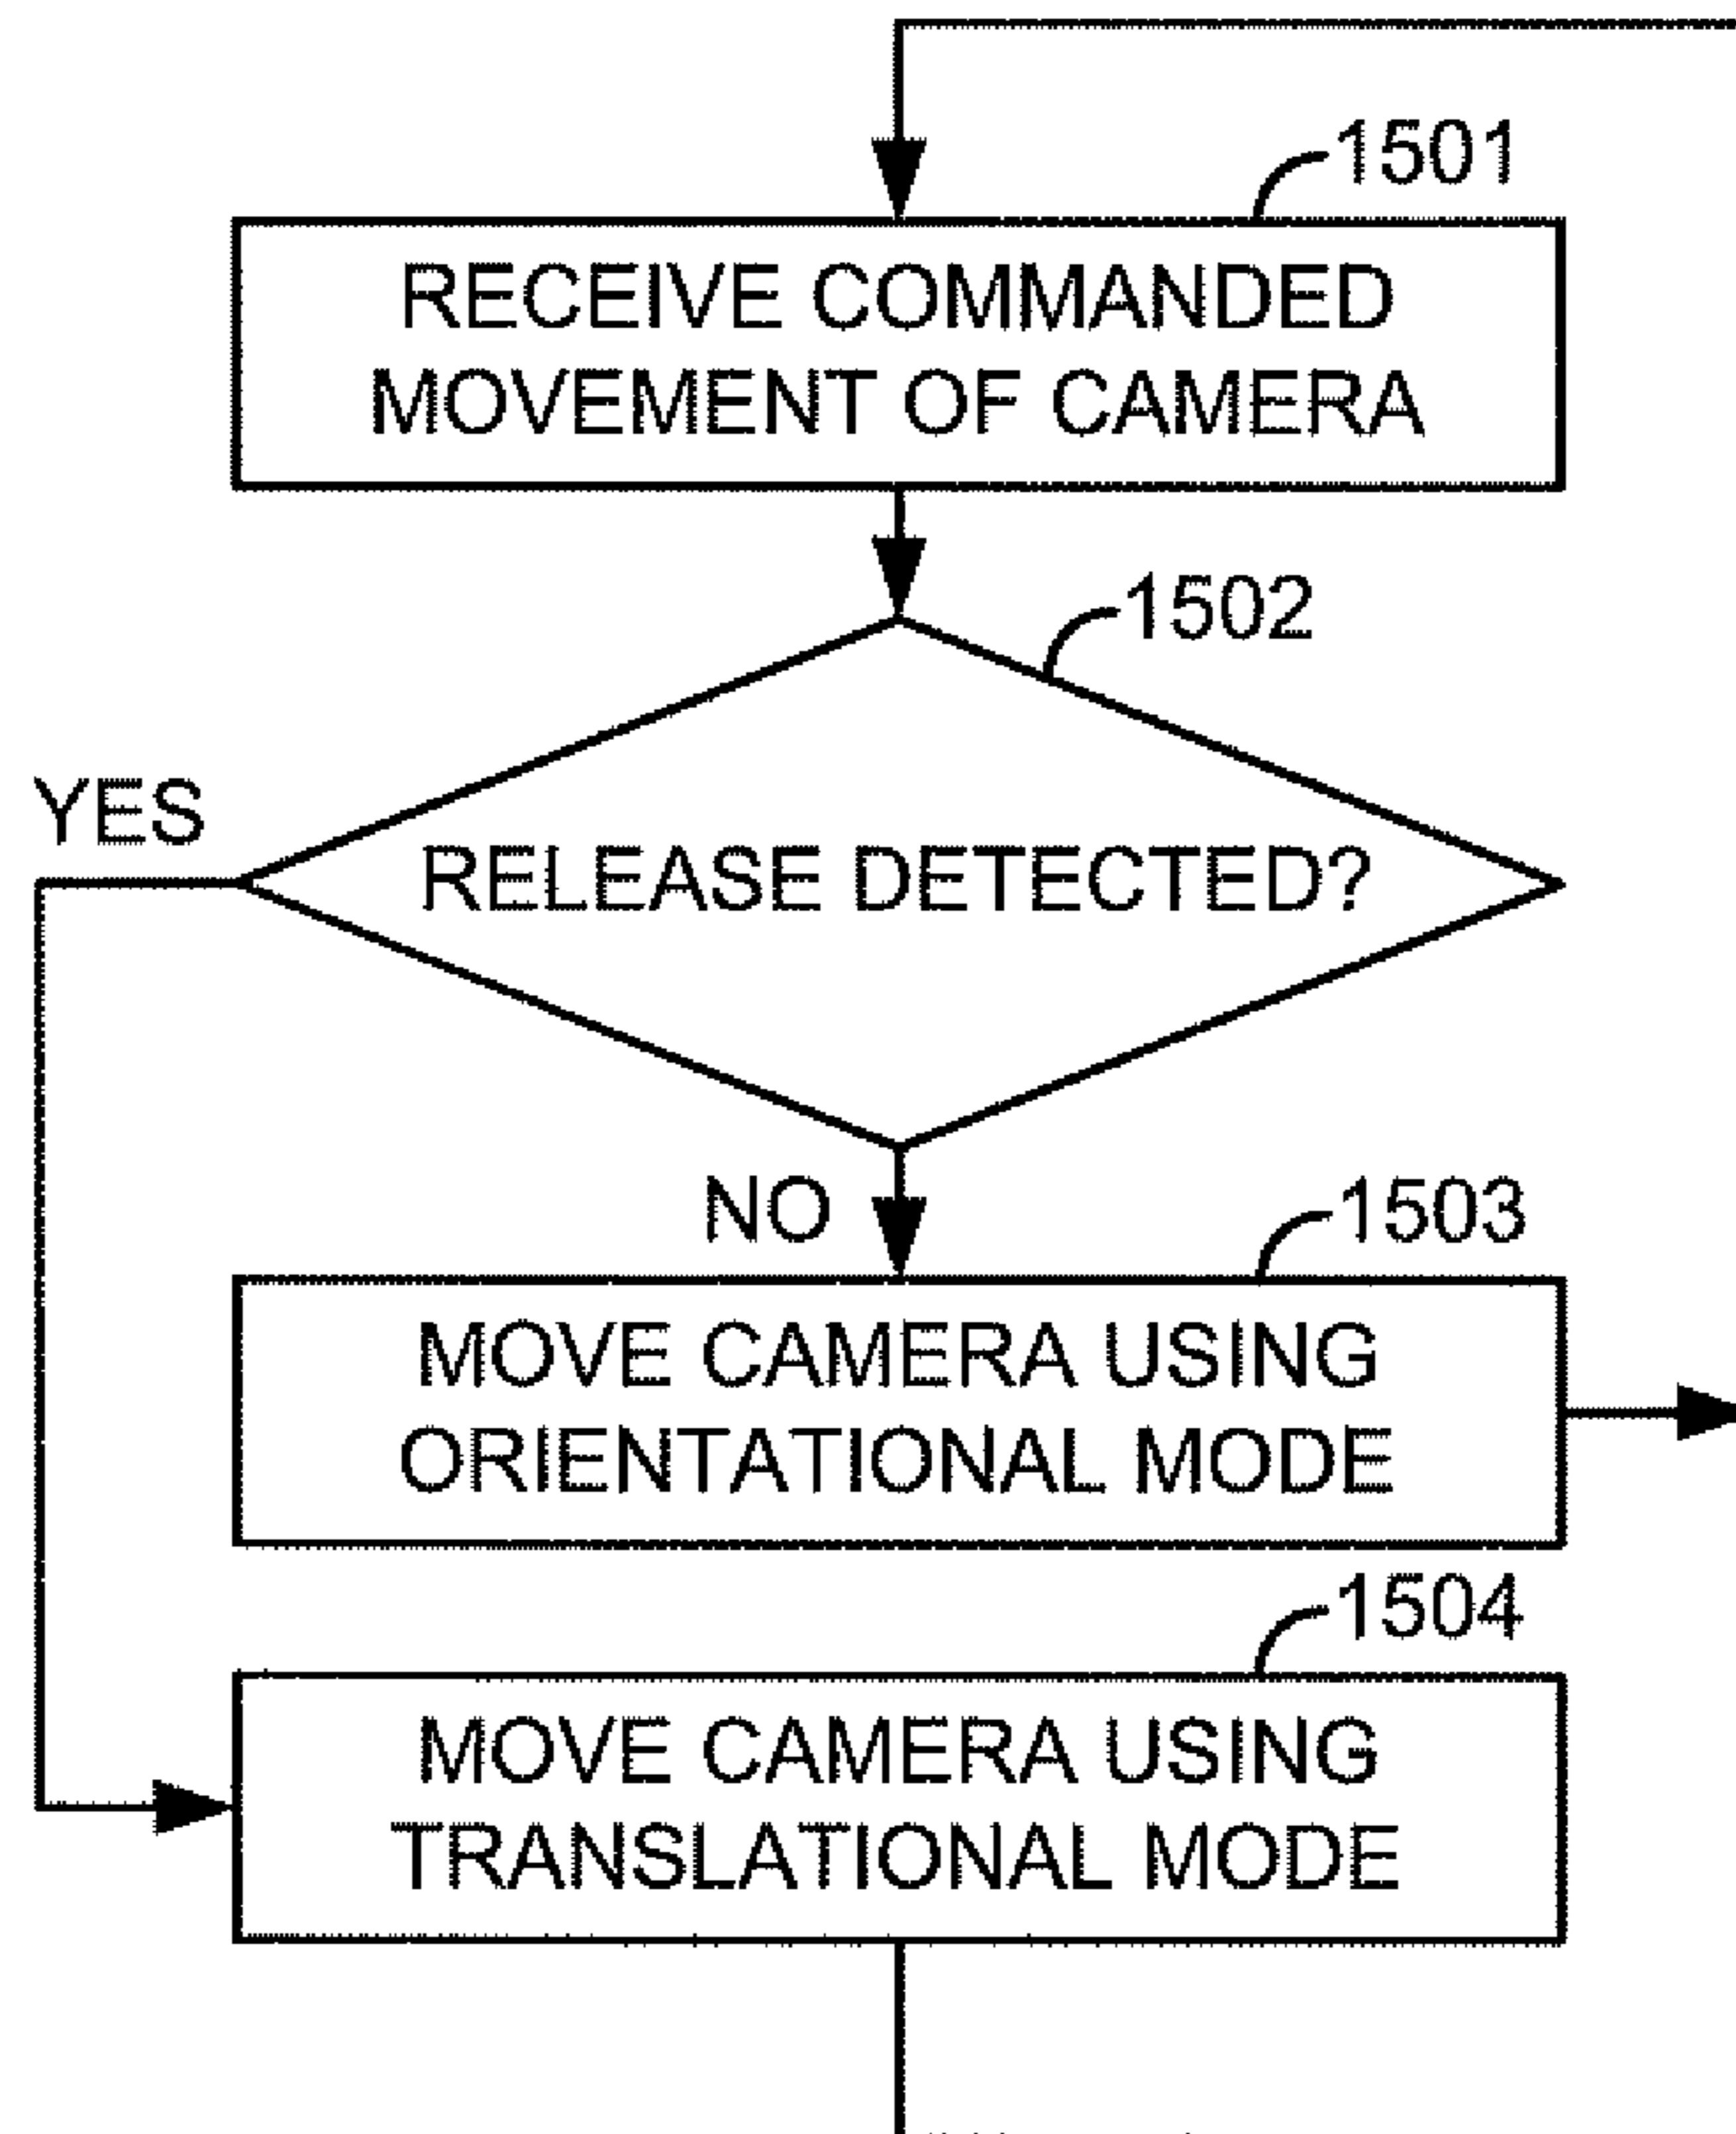 1501
RECEIVE COMMANDED
MOVEMENT OF CAMERA
1502
YES
RELEASE DETECTED?
NO
1503
MOVE CAMERA USING
ORIENTATIONAL MODE
1504
MOVE CAMERA USING
TRANSLATIONAL MODE